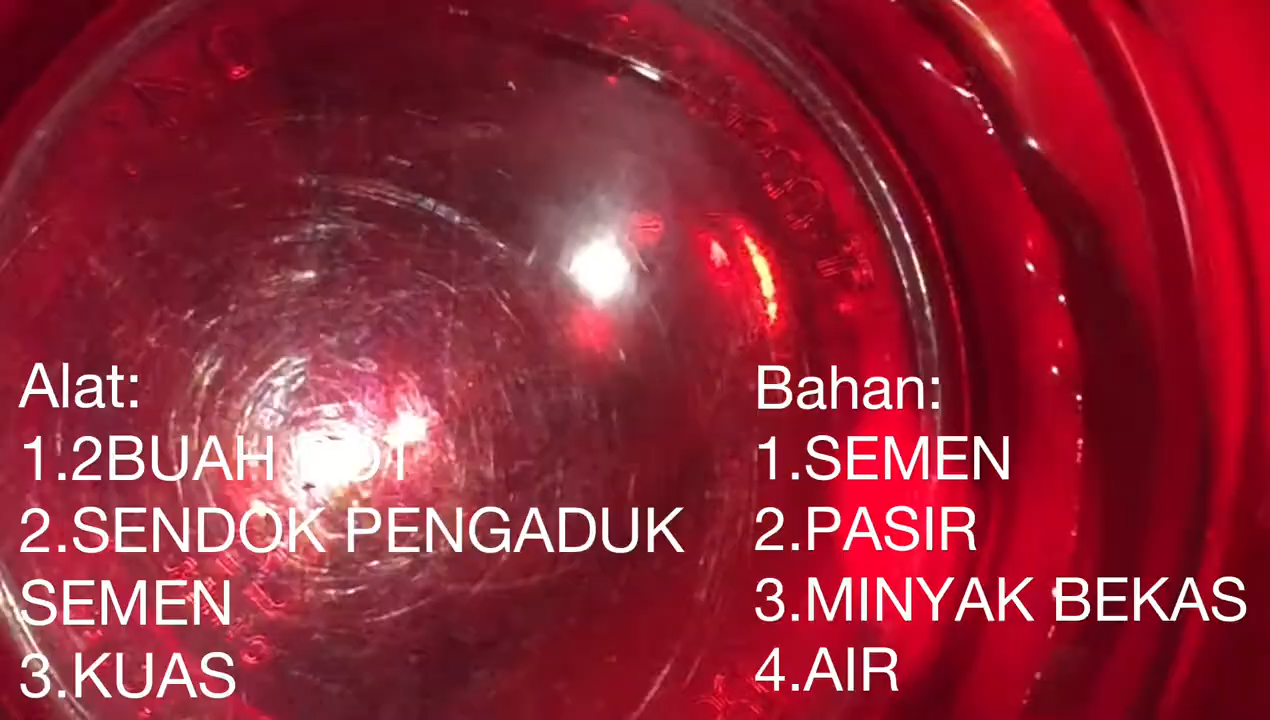 Alat:
1.2BUAH
2.SENDOK PENGADUK
SEMEN
3.KUAS
Bahan:
1.SEMEN
2.PASIR
3.MINYAK BEKAS
4.AIR